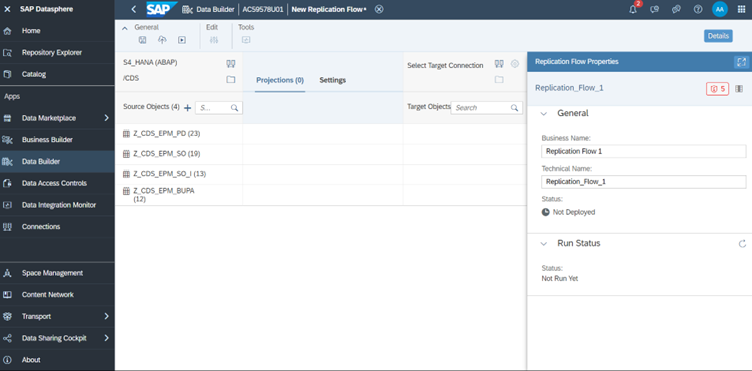 SAP Datasphere
SAP
Data Builder
ACS9578U01
New Replication Flow*
2
AA
Home
Repository Explorer
Catalog
Apps
Data Marketplace
Business Builder
Data Builder
Data Access Controls
Data Integration Monitor
Connections
Space Management
Content Network
Transport
Data Sharing Cockpit
About
General
Edit
Tools
Details
S4_HANA (ABAP)
/CDS
Source Objects (4)
S...
Projections (0)
Settings
Select Target Connection
Target Objects
Search
Z_CDS_EPM_PD (23)
Z_CDS_EPM_SO (19)
Z_CDS_EPM_SO_I (13)
Z_CDS_EPM_BUPA
(12)
Replication Flow Properties
Replication_Flow_1
5
General
Business Name:
Replication Flow 1
Technical Name:
Replication_Flow_1
Status:
Not Deployed
Run Status
Status:
Not Run Yet